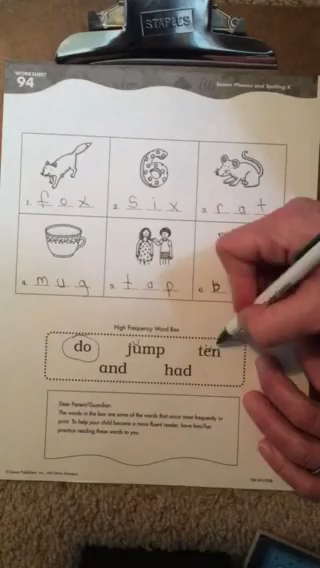 STAPLES
WORKSHEET
94
Saxon Phonics and Spelling K
1. f o x
2. s i x
3. r a t
4. m u g
5. t o p
6. b
High Frequency Word Box
do jump ten
and had
Dear Parent/Guardian:
The words in the box are some of the words that occur most frequently in
print. To help your child become a more fluent reader, have him/her
practice reading these words to you.